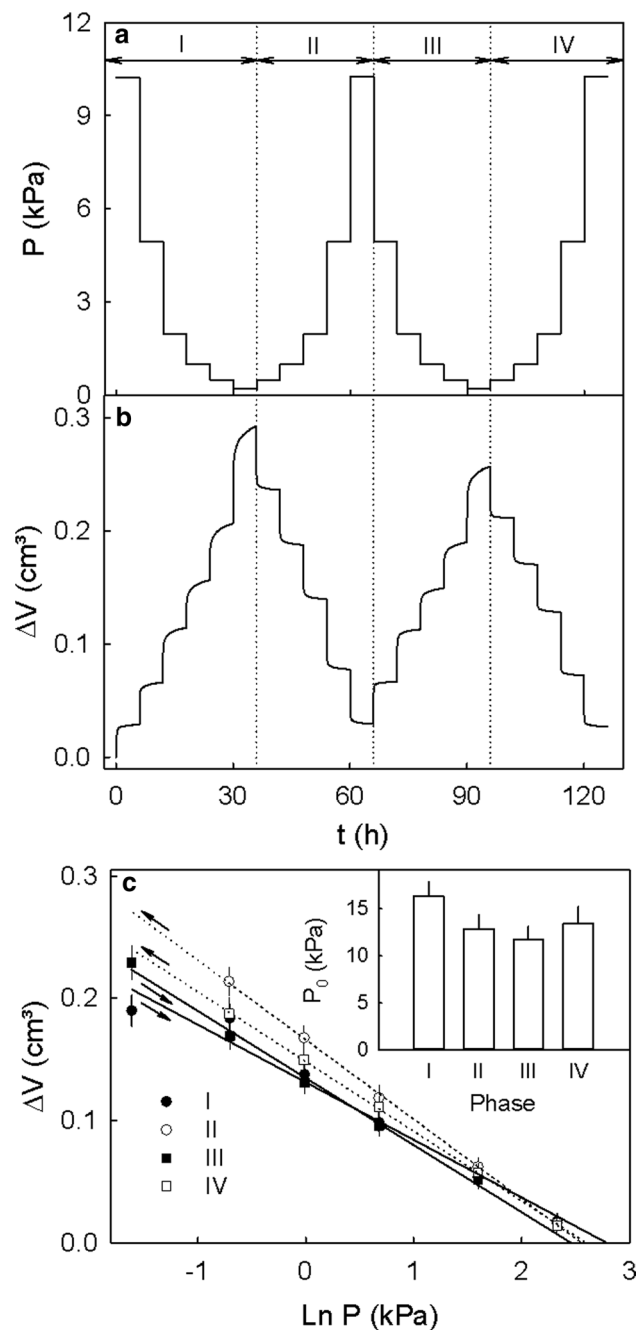 a
I II III IV
12
9
6
3
0
P (kPa)
b
0.3
0.2
0.1
0.0
ΔV (cm³)
0 30 60 90 120
t (h)
c
0.3
0.2
0.1
0.0
ΔV (cm³)
I
II
III
IV
-1 0 1 2 3
Ln P (kPa)
15
10
5
0
P₀ (kPa)
I II III IV
Phase